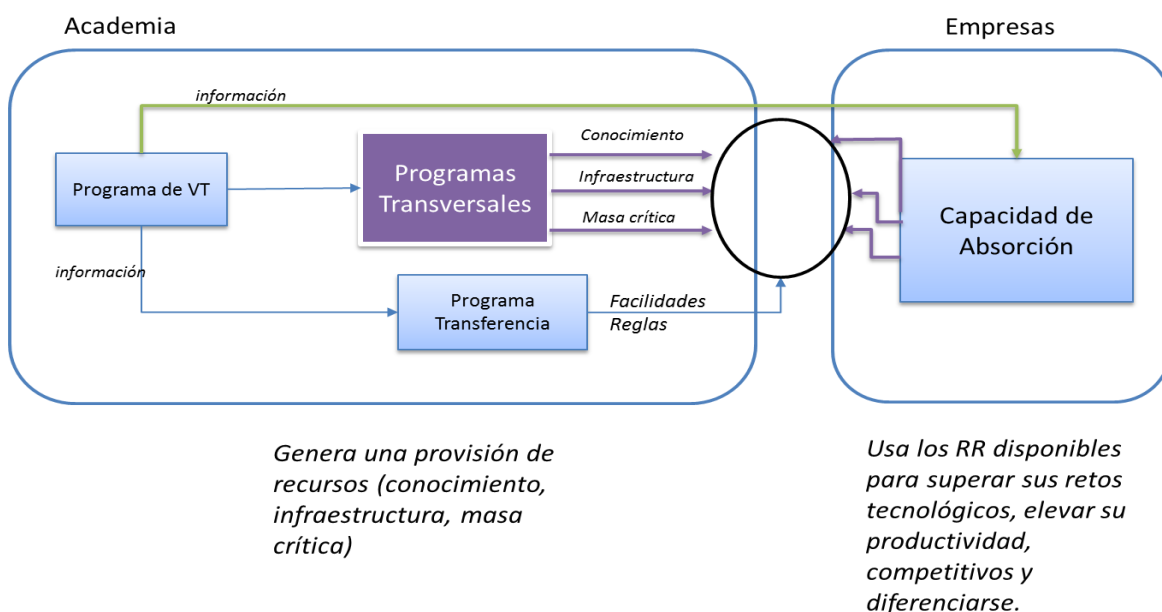 Academia
Empresas
información
Programa de VT
Programas
Transversales
Conocimiento
Infraestructura
Masa crítica
Capacidad de
Absorción
información
Programa
Transferencia
Facilidades
Reglas
Genera una provisión de
recursos (conocimiento,
infraestructura, masa
crítica)
Usa los RR disponibles
para superar sus retos
tecnológicos, elevar su
productividad,
competitivos y
diferenciarse.